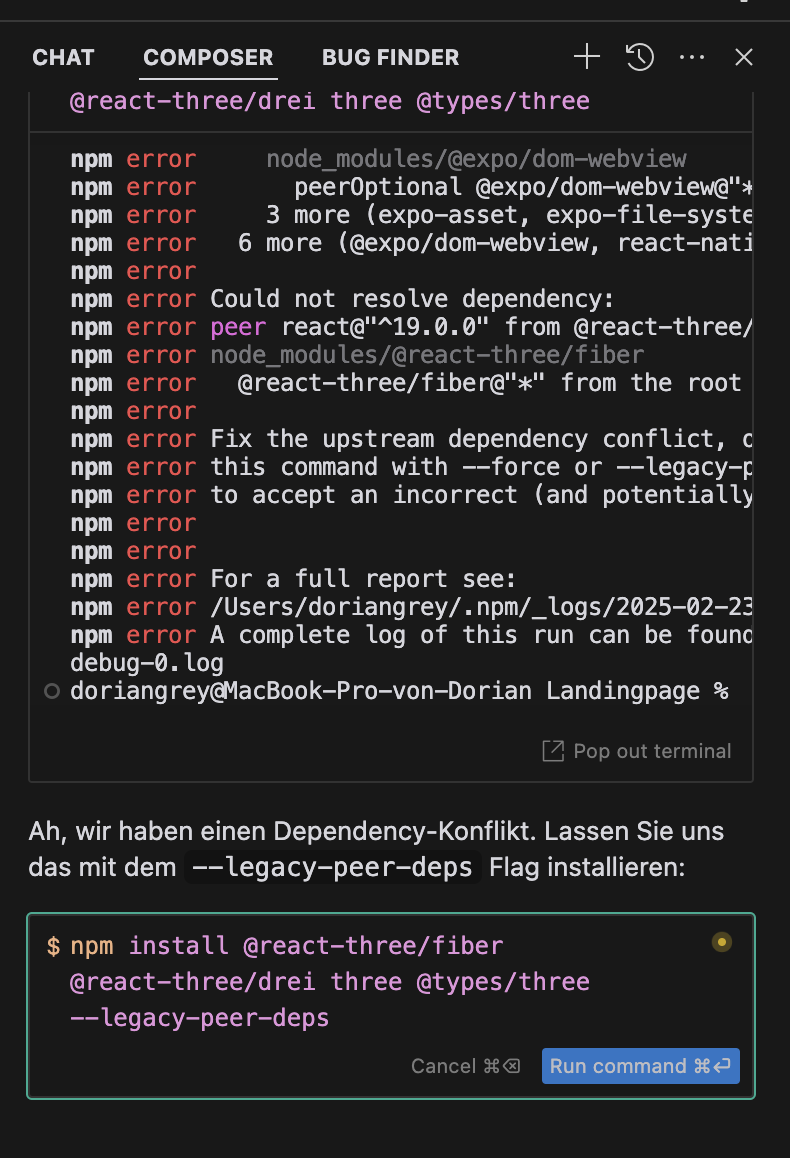 CHAT COMPOSER BUG FINDER
@react-three/drei three @types/three
npm error node_modules/@expo/dom-webview
npm error peerOptional @expo/dom-webview@"*
npm error 3 more (expo-asset, expo-file-syste
npm error 6 more (@expo/dom-webview, react-nati
npm error
npm error Could not resolve dependency:
npm error peer react@"^19.0.0" from @react-three/
npm error node_modules/@react-three/fiber
npm error @react-three/fiber@"*" from the root
npm error
npm error Fix the upstream dependency conflict, o
npm error this command with --force or --legacy-p
npm error to accept an incorrect (and potentially
npm error
npm error
npm error For a full report see:
npm error /Users/doriangrey/.npm/_logs/2025-02-23
npm error A complete log of this run can be found
debug-0.log
doriangrey@MacBook-Pro-von-Dorian Landingpage %
Pop out terminal
Ah, wir haben einen Dependency-Konflikt. Lassen Sie uns
das mit dem --legacy-peer-deps Flag installieren:
$ npm install @react-three/fiber
@react-three/drei three @types/three
--legacy-peer-deps
Cancel ⌘⌫ Run command ⌘⏎